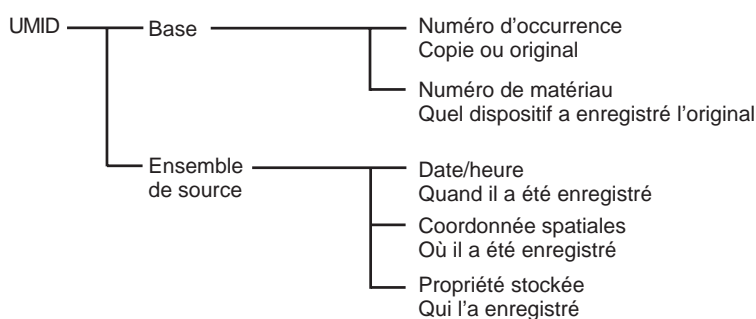 UMID
Base
Numéro d'occurrence
Copie ou original
Numéro de matériau
Quel dispositif a enregistré l'original
Ensemble
de source
Date/heure
Quand il a été enregistré
Coordonnée spatiales
Où il a été enregistré
Propriété stockée
Qui l'a enregistré